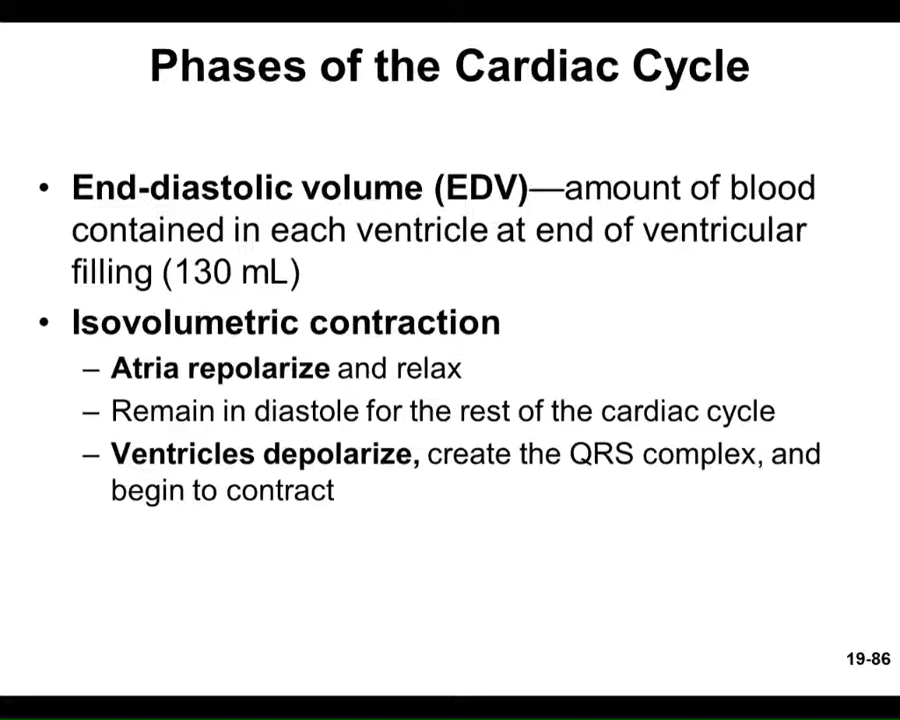 Phases of the Cardiac Cycle
• End-diastolic volume (EDV)—amount of blood
contained in each ventricle at end of ventricular
filling (130 mL)
• Isovolumetric contraction
– Atria repolarize and relax
– Remain in diastole for the rest of the cardiac cycle
– Ventricles depolarize, create the QRS complex, and
begin to contract
19-86